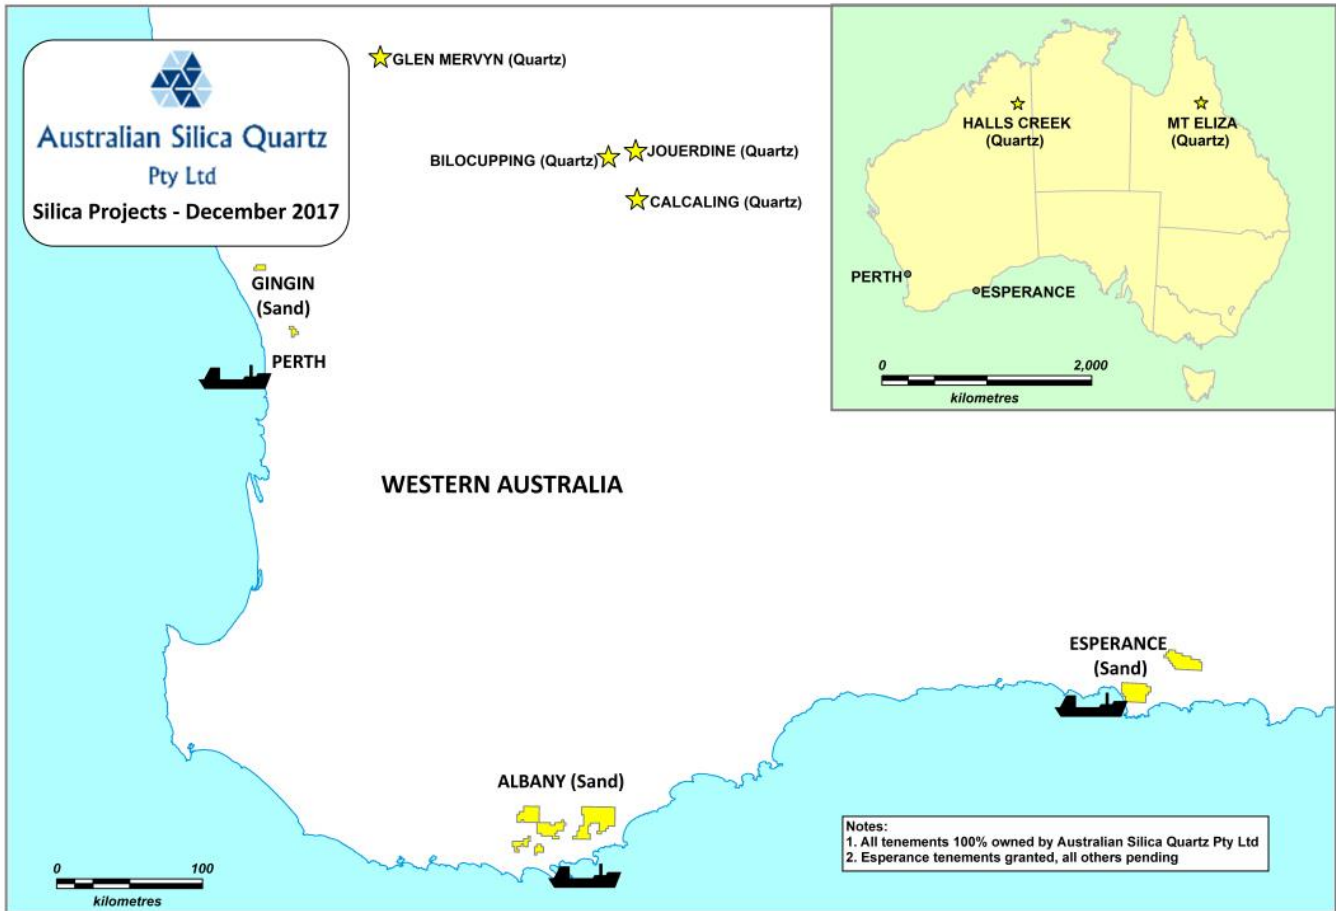 Australian Silica Quartz
Pty Ltd
Silica Projects - December 2017
GLEN MERVYN (Quartz)
BILOCUPPING (Quartz)
JOUERDINE (Quartz)
CALCALING (Quartz)
HALLS CREEK
(Quartz)
MT ELIZA
(Quartz)
PERTH
ESPERANCE
0 2,000
kilometres
GINGIN
(Sand)
PERTH
WESTERN AUSTRALIA
ESPERANCE
(Sand)
ALBANY (Sand)
Notes:
1. All tenements 100% owned by Australian Silica Quartz Pty Ltd
2. Esperance tenements granted, all others pending
0 100
kilometres